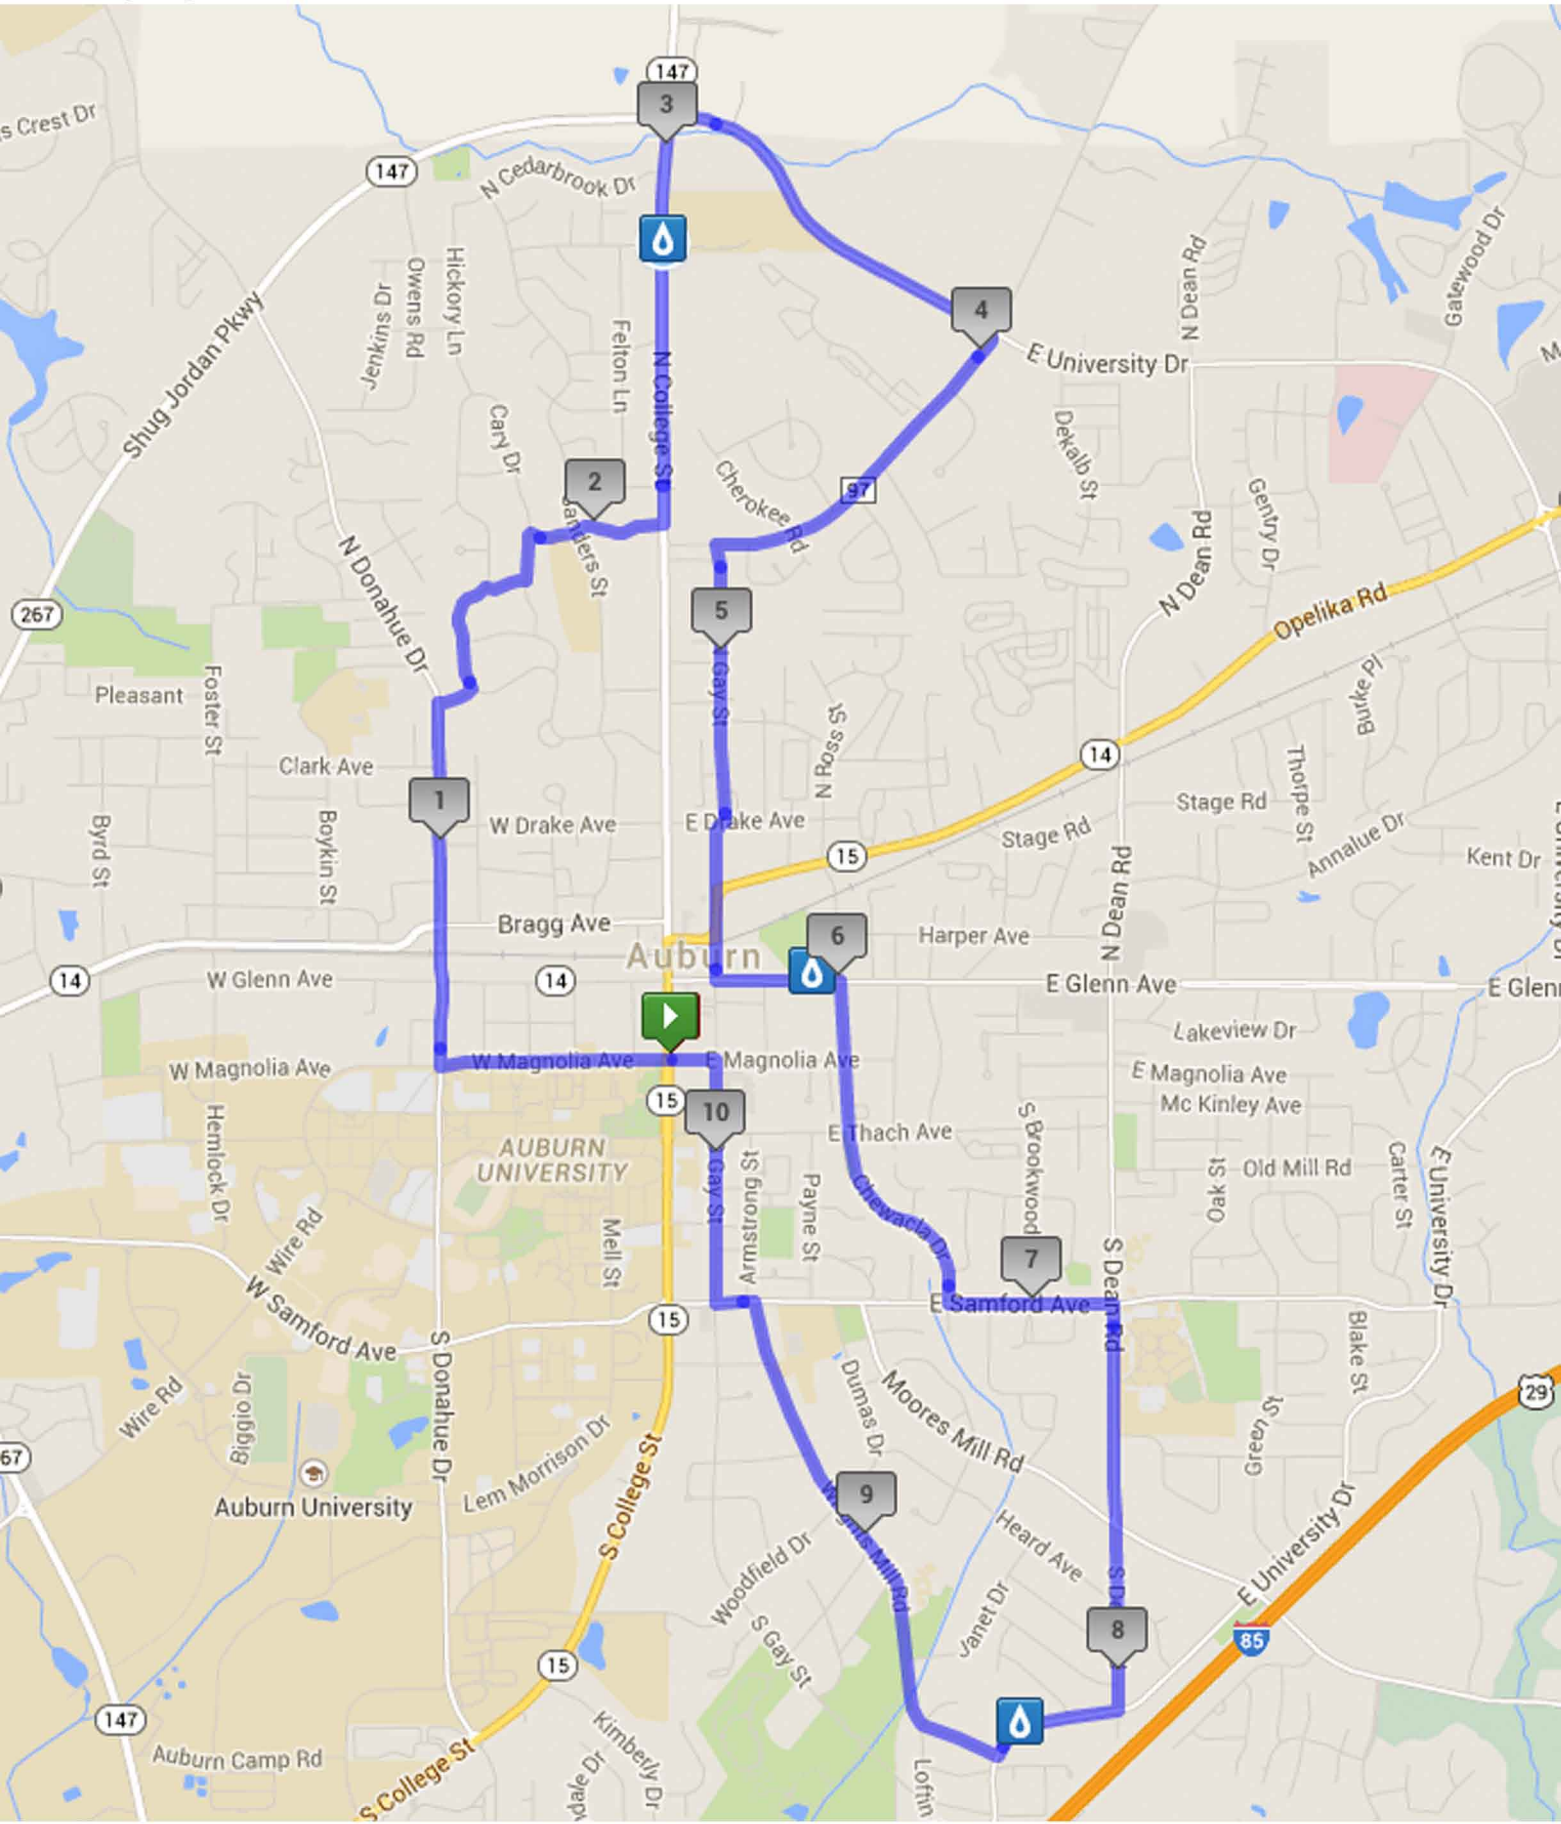 147
3
s Crest Dr
147
N Cedarbrook Dr
Gatewood Dr
N Dean Rd
Hickory Ln
Owens Rd
Jenkins Dr
Shug Jordan Pkwy
Felton Ln
N College St
4
E University Dr
Cary Dr
Dekalb St
2
Cherokee Rd
97
Gentry Dr
Sanders St
N Donahue Dr
N Dean Rd
267
5
Opelika Rd
Pleasant
Foster St
Gay St
N Ross St
Burke Pl
14
Clark Ave
1
Thorpe St
Stage Rd
Byrd St
Boykin St
W Drake Ave
E Drake Ave
Stage Rd
Annalue Dr
15
Kent Dr
N Dean Rd
Bragg Ave
6
Harper Ave
Auburn
14
W Glenn Ave
14
E Glenn Ave
E Glenn
Lakeview Dr
W Magnolia Ave
W Magnolia Ave
E Magnolia Ave
E Magnolia Ave
15
10
Mc Kinley Ave
Hemlock Dr
AUBURN
UNIVERSITY
E Thach Ave
S Brookwood
Old Mill Rd
Oak St
Carter St
E University Dr
Gay St
Armstrong St
Payne St
Chewacla Dr
Wire Rd
Mell St
7
S Dean Rd
W Samford Ave
E Samford Ave
15
S Donahue Dr
Blake St
Dumas Dr
Moores Mill Rd
29
Wire Rd
Biggio Dr
Green St
67
Lem Morrison Dr
S College St
9
Auburn University
Wrights Mill Rd
Heard Ave
E University Dr
Woodfield Dr
S D
Janet Dr
8
85
S Gay St
15
147
Kimberly Dr
Auburn Camp Rd
S College St
dale Dr
Loftin